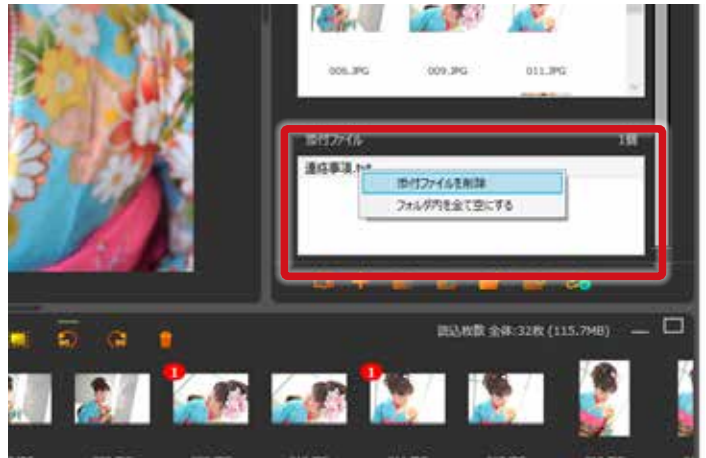 006.JPG 009.JPG 011.JPG
添付ファイル 1個
連絡事項.txt
添付ファイルを削除
フォルダ内を全て空にする
読込枚数 全体:32枚 (115.7MB)
1 1